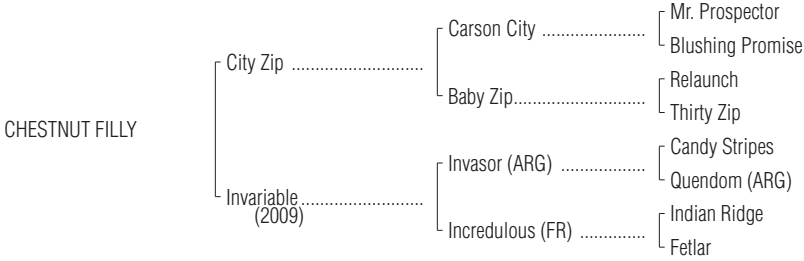 Mr. Prospector
Carson City ......................
Blushing Promise
City Zip ............................
Relaunch
Baby Zip............................
Thirty Zip
CHESTNUT FILLY
Candy Stripes
Invasor (ARG) ..................
Quendom (ARG)
Invariable..........................
(2009)
Indian Ridge
Incredulous (FR) ..............
Fetlar